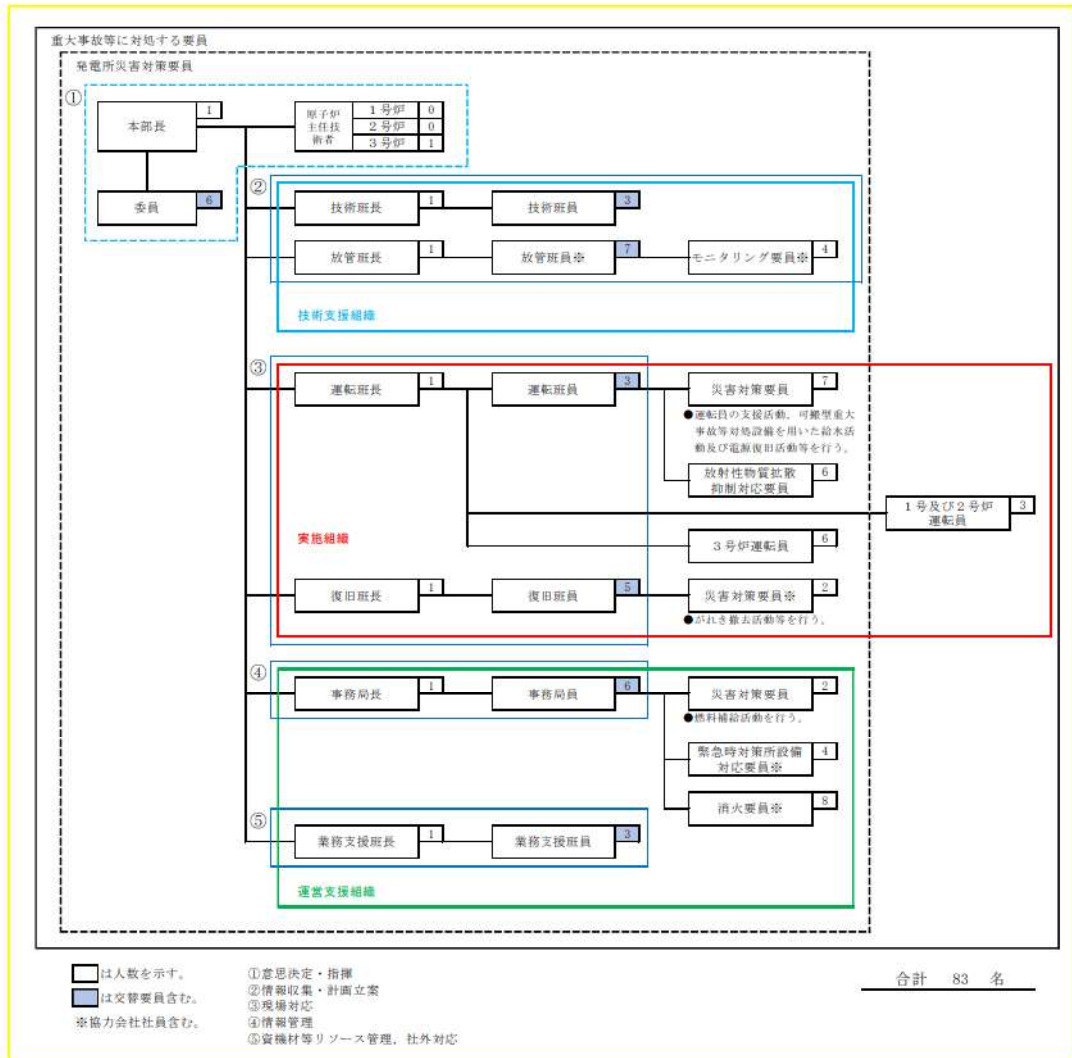 重大事故等に対処する要員
発電所災害対策要員
①
本部長
1
原子炉
主任技
術者
1号炉 0
2号炉 0
3号炉 1
委員
6
②
技術班長
1
技術班員
3
放管班長
1
放管班員※
7
モニタリング要員※
4
技術支援組織
③
運転班長
1
運転班員
3
災害対策要員
7
●運転員の支援活動、可搬型重大
事故等対処設備を用いた給水活
動及び電源復旧活動等を行う。
放射性物質拡散
抑制対応要員
6
1号及び2号炉
運転員
3
実施組織
3号炉運転員
6
復旧班長
1
復旧班員
5
災害対策要員※
2
●がれき撤去活動等を行う。
④
事務局長
1
事務局員
6
災害対策要員
2
●燃料補給活動を行う。
緊急時対策所設備
対応要員※
4
消火要員※
8
⑤
業務支援班長
1
業務支援班員
3
運営支援組織
は人数を示す。
は交替要員含む。
※協力会社社員含む。
①意思決定・指揮
②情報収集・計画立案
③現場対応
④情報管理
⑤資機材等リソース管理、社外対応
合計 83 名